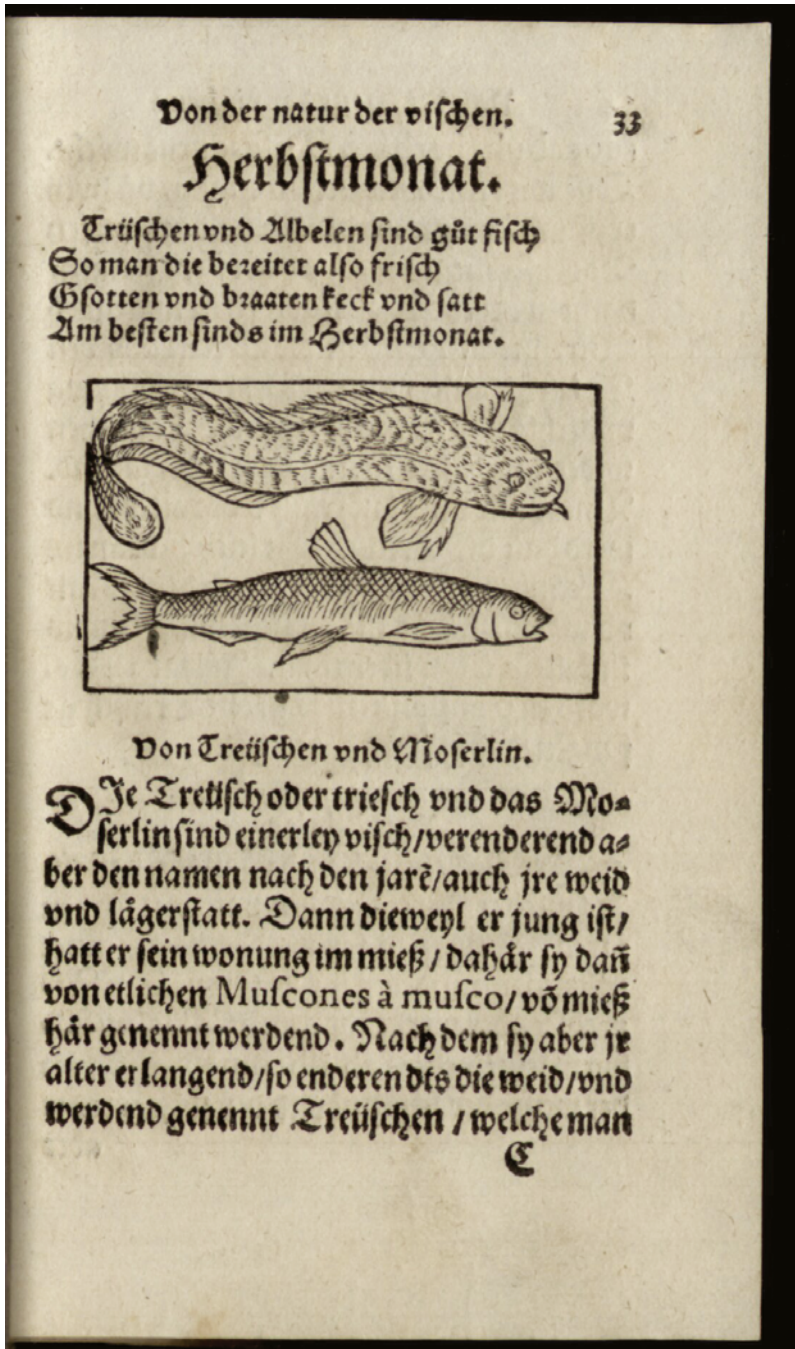 Von der natur der vischen. 33
Herbstmonat.
Trüschen vnd Albelen sind gůt fisch
So man die bereitet also frisch
Gsotten vnd braaten keck vnd satt
Am besten sinds im Herbstmonat.
Von Treüschen vnd Moserlin.
DIe Treüsch oder triesch vnd das Mo⸗
serlin sind einerley visch/verenderend a⸗
ber den namen nach den jarẽ/auch jre weid
vnd lägerstatt. Dann dieweyl er jung ist/
hatt er sein wonung im mieß/dahår sy dañ
von etlichen Muscones à musco/võ mieß
hår genennt werdend. Nach dem sy aber jr
alter erlangend/so enderen dts die weid/vnd
werdend genennt Treüschen/welche man
C